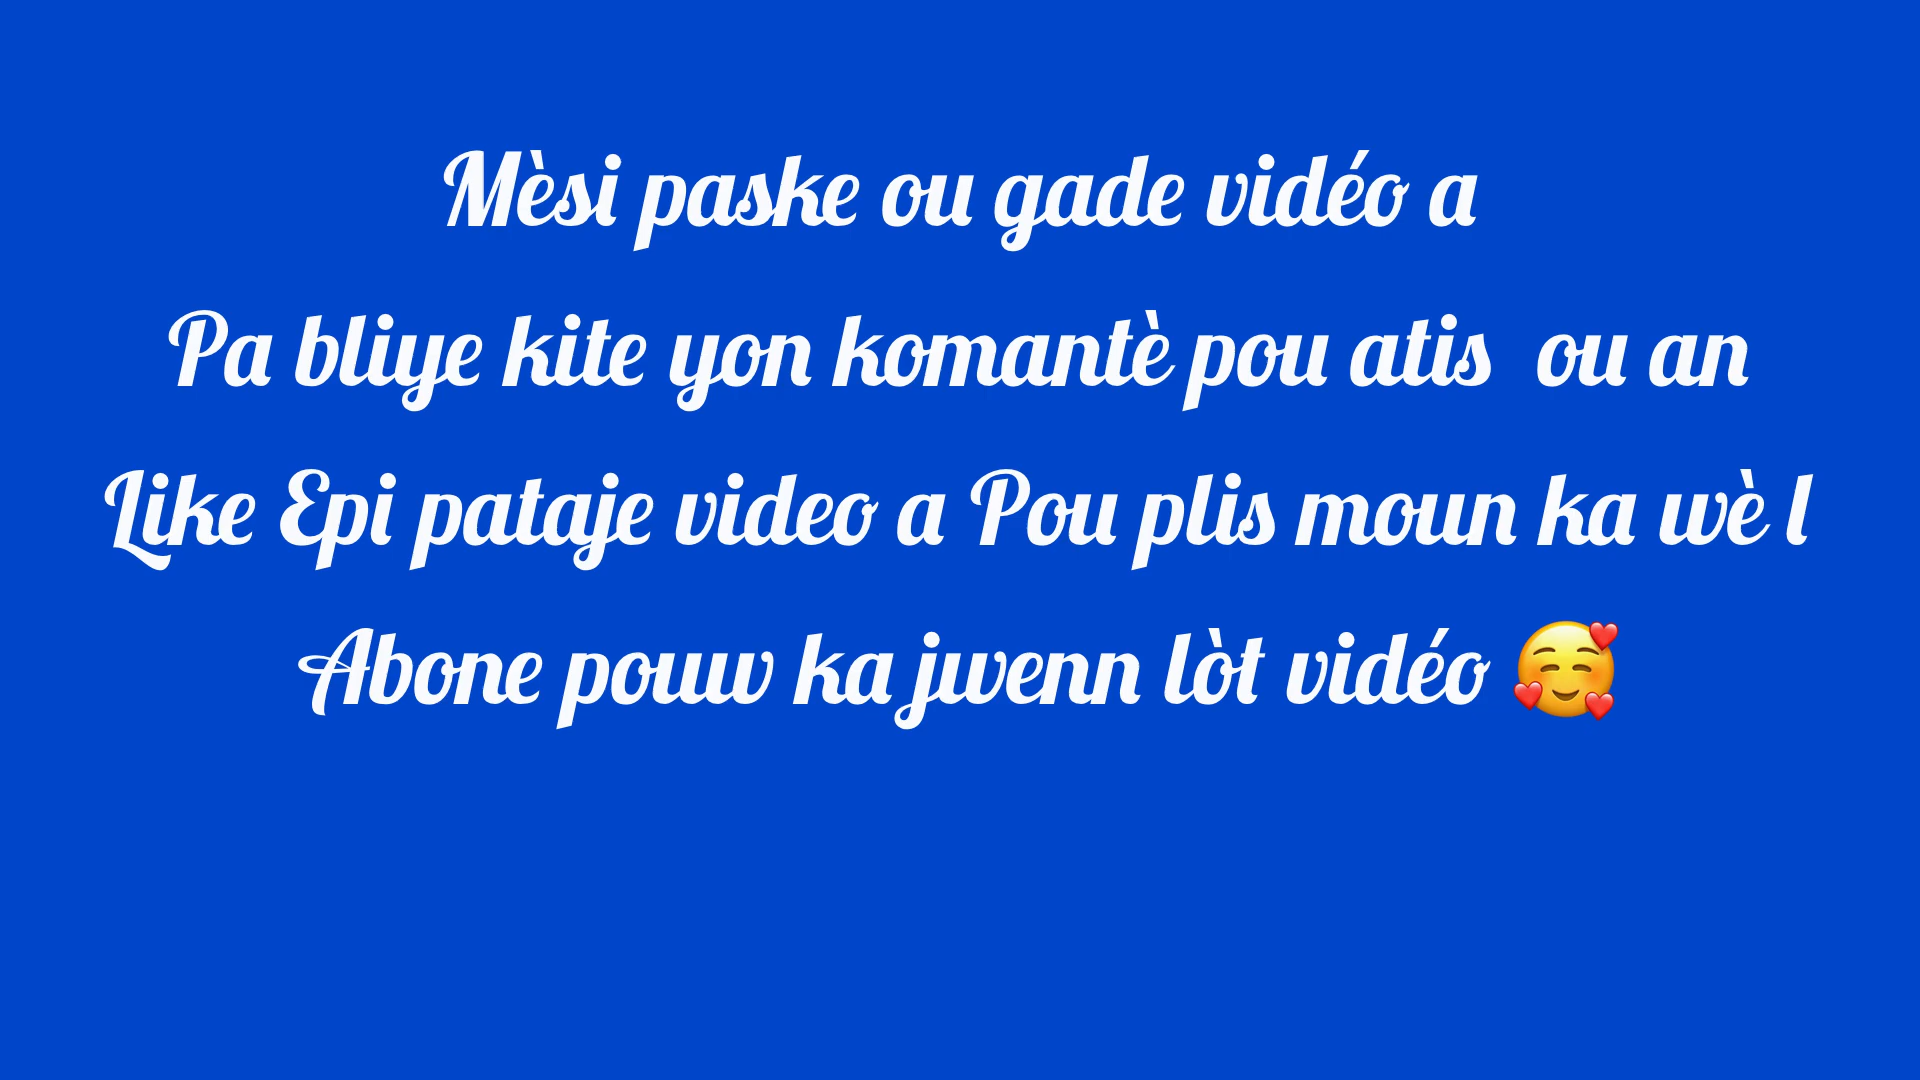 Mèsi paske ou gade vidéo a
Pa bliye kite yon komantè pou atis ou an
Like Epi pataje video a Pou plis moun ka wè l
Abone pouw ka jwenn lòt vidéo 🥰